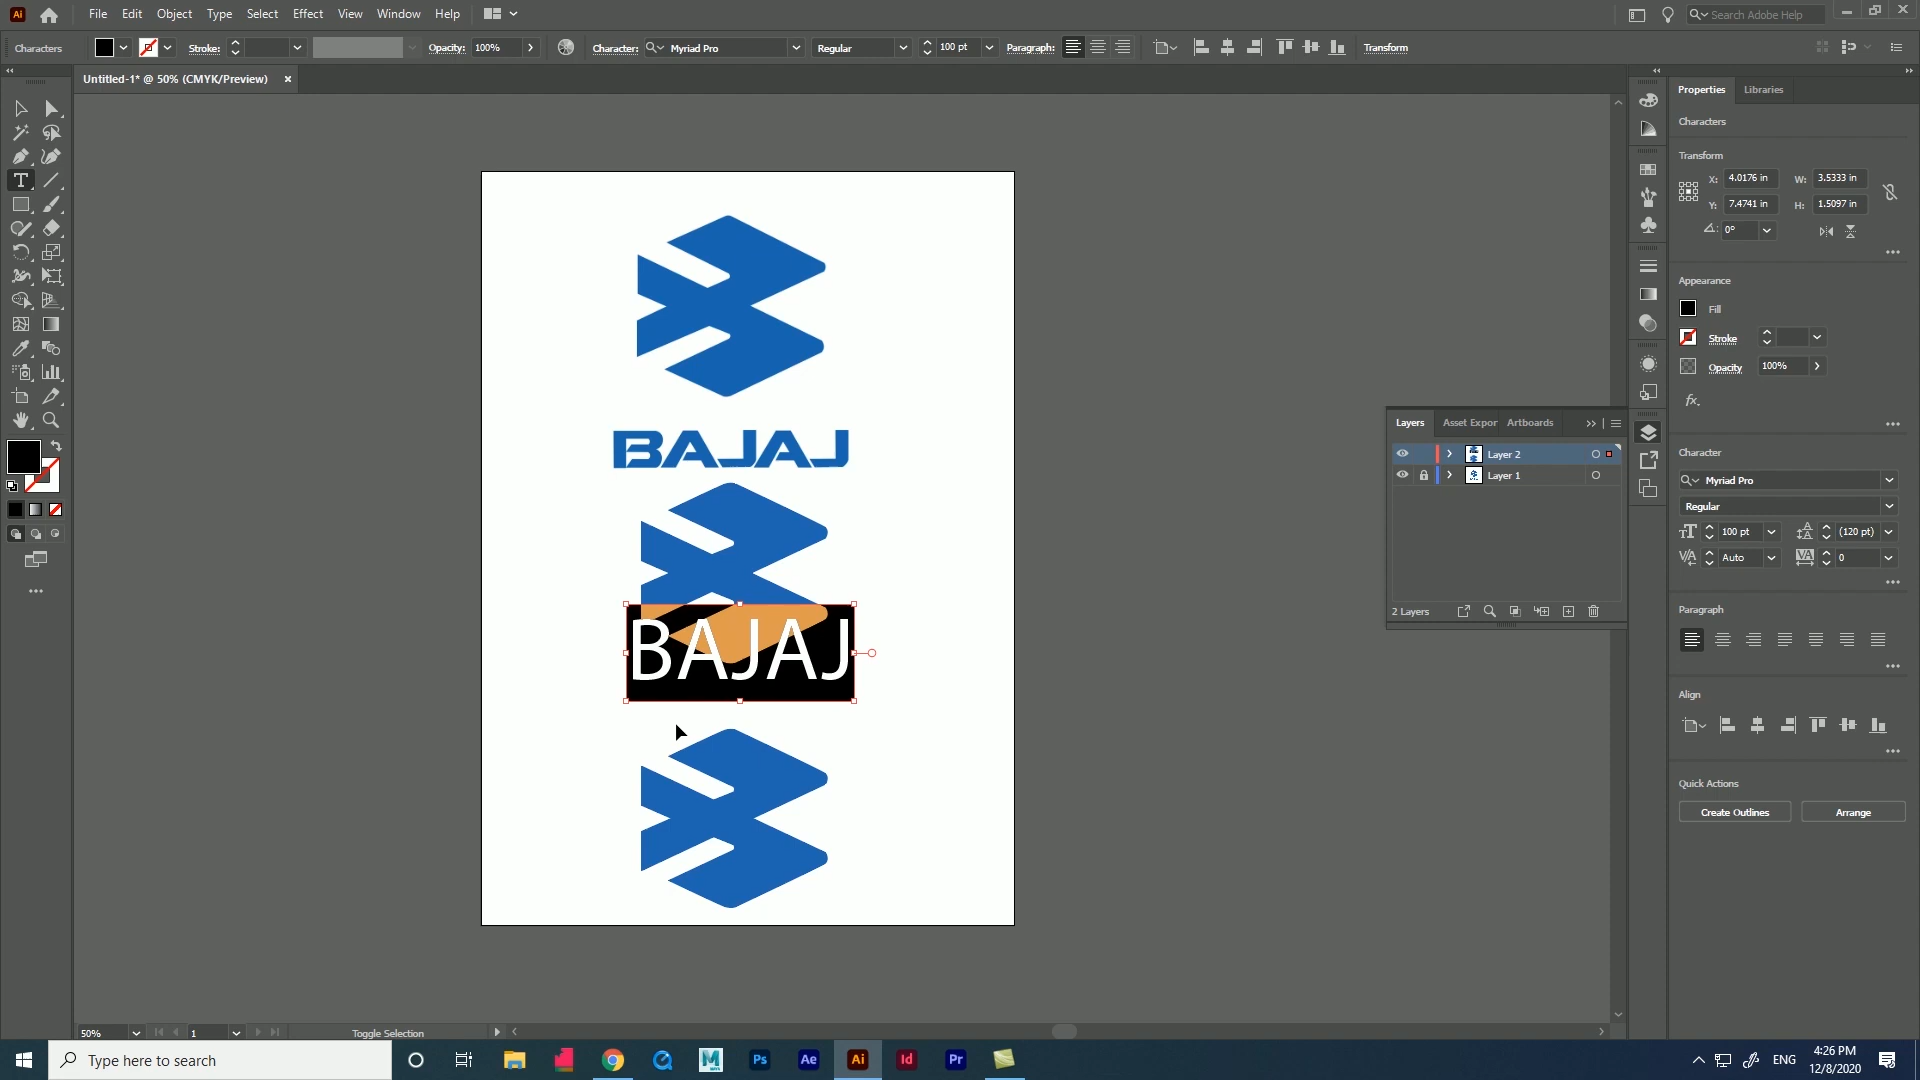 Ai File Edit Object Type Select Effect View Window Help Search Adobe Help
Characters Stroke: Opacity: 100% Character: Myriad Pro Regular 100 pt Paragraph: Transform
Untitled-1* @ 50% (CMYK/Preview) ×
BAJAJ
BAJAJ
Layers Asset Expor Artboards
Layer 2
Layer 1
2 Layers
Properties Libraries
Characters
Transform
X: 4.0176 in W: 3.5333 in
Y: 7.4741 in H: 1.5097 in
0°
Appearance
Fill
Stroke
Opacity 100%
fx.
Character
Myriad Pro
Regular
100 pt (120 pt)
Auto 0
Paragraph
Align
Quick Actions
Create Outlines Arrange
50% 1 Toggle Selection
Type here to search Ps Ae Ai Id Pr ENG
4:26 PM
12/8/2020